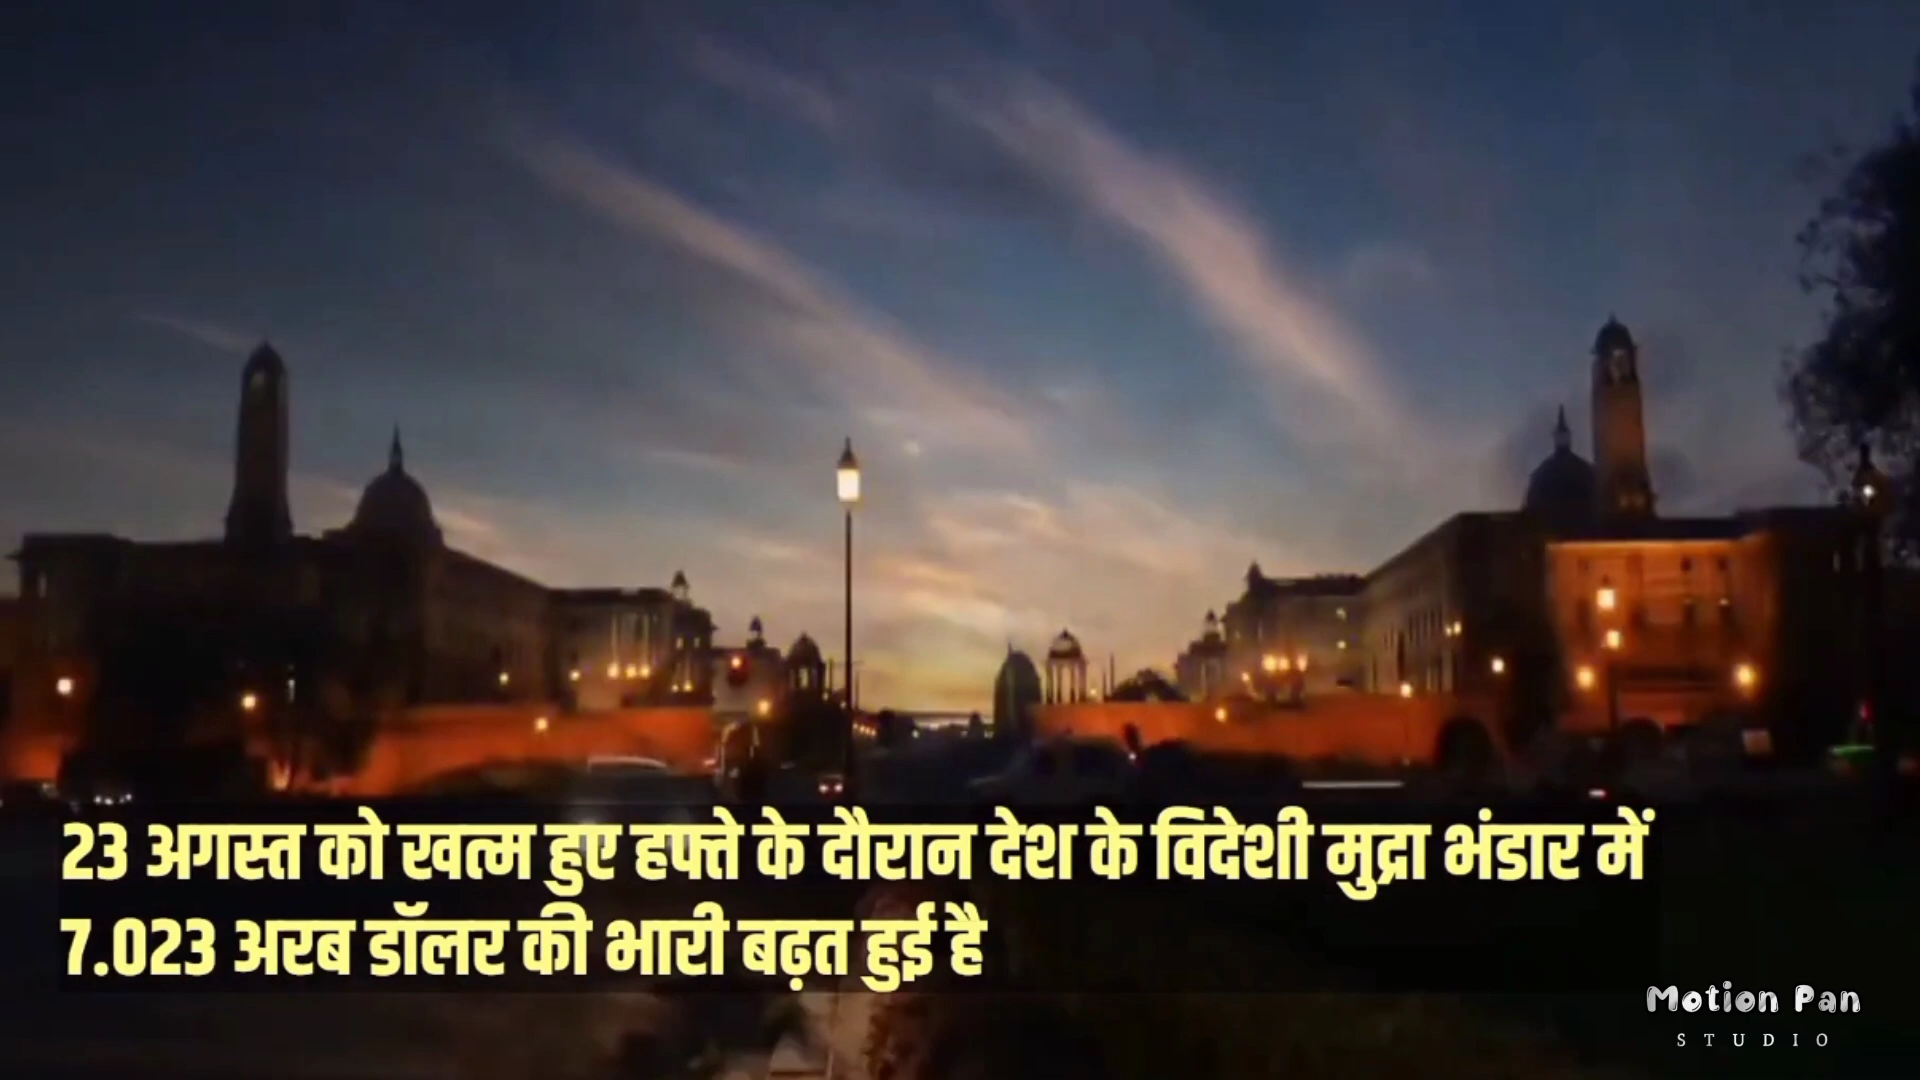 23 अगस्त को खत्म हुए हफ्ते के दौरान देश के विदेशी मुद्रा भंडार में
7.023 अरब डॉलर की भारी बढ़त हुई है
Motion Pan
STUDIO